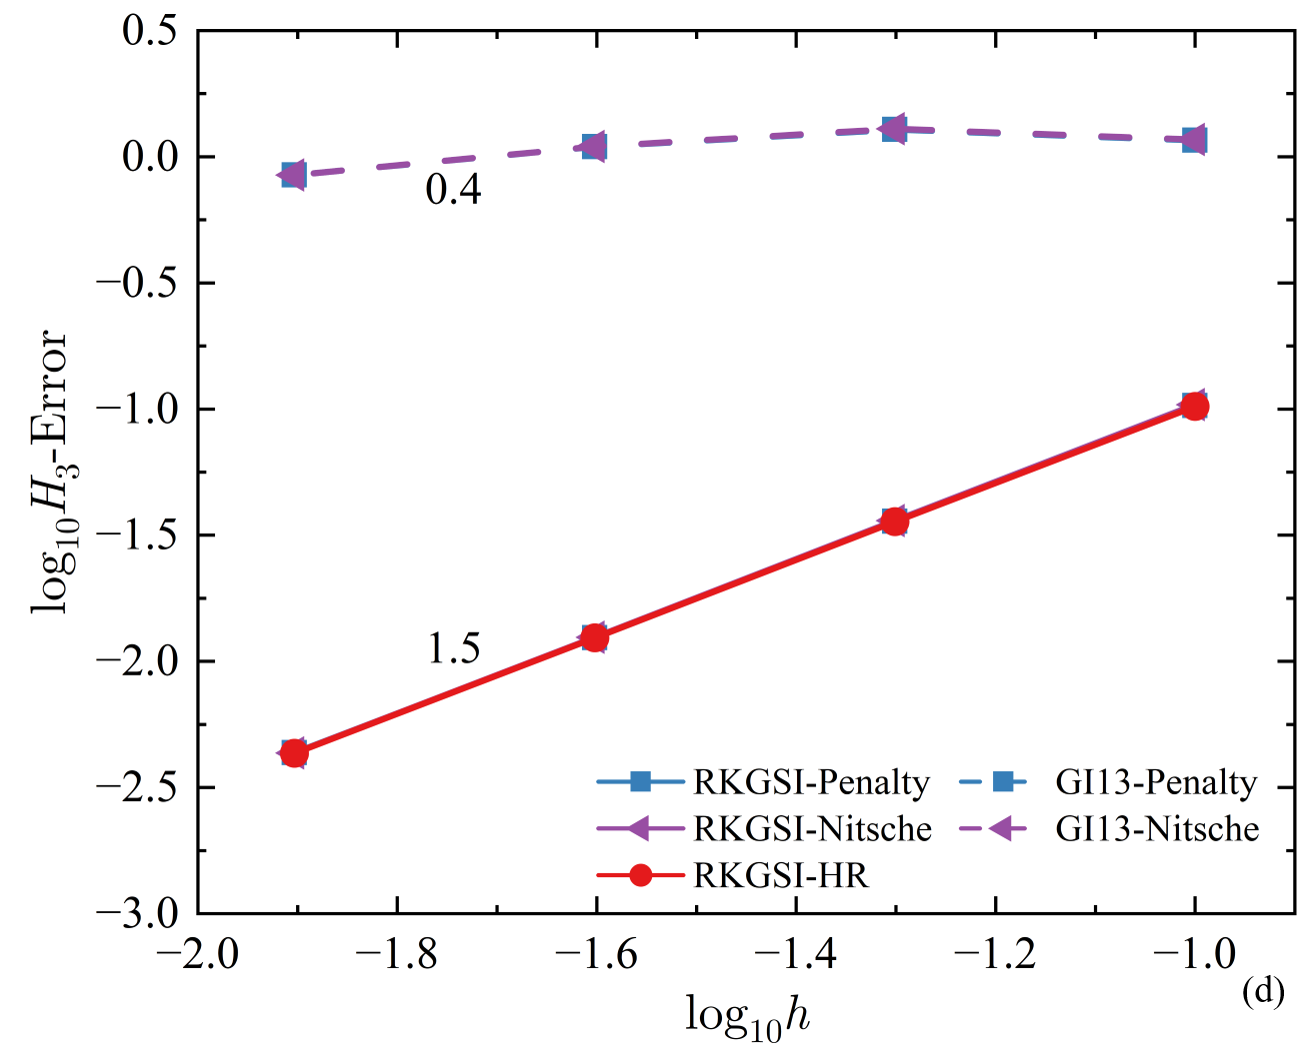 0.5
0.0
−0.5
−1.0
−1.5
−2.0
−2.5
−3.0
log₁₀H₃-Error
0.4
1.5
RKGSI-Penalty
GI13-Penalty
RKGSI-Nitsche
GI13-Nitsche
RKGSI-HR
−2.0 −1.8 −1.6 −1.4 −1.2 −1.0
(d)
log₁₀h